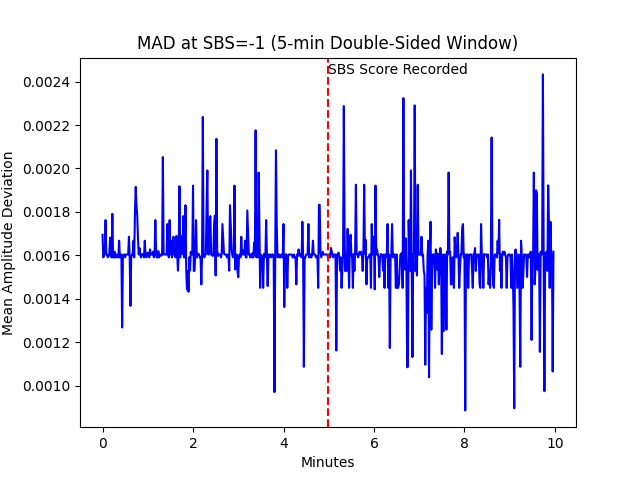 MAD at SBS=-1 (5-min Double-Sided Window)
SBS Score Recorded
Mean Amplitude Deviation
0.0024
0.0022
0.0020
0.0018
0.0016
0.0014
0.0012
0.0010
0 2 4 6 8 10
Minutes